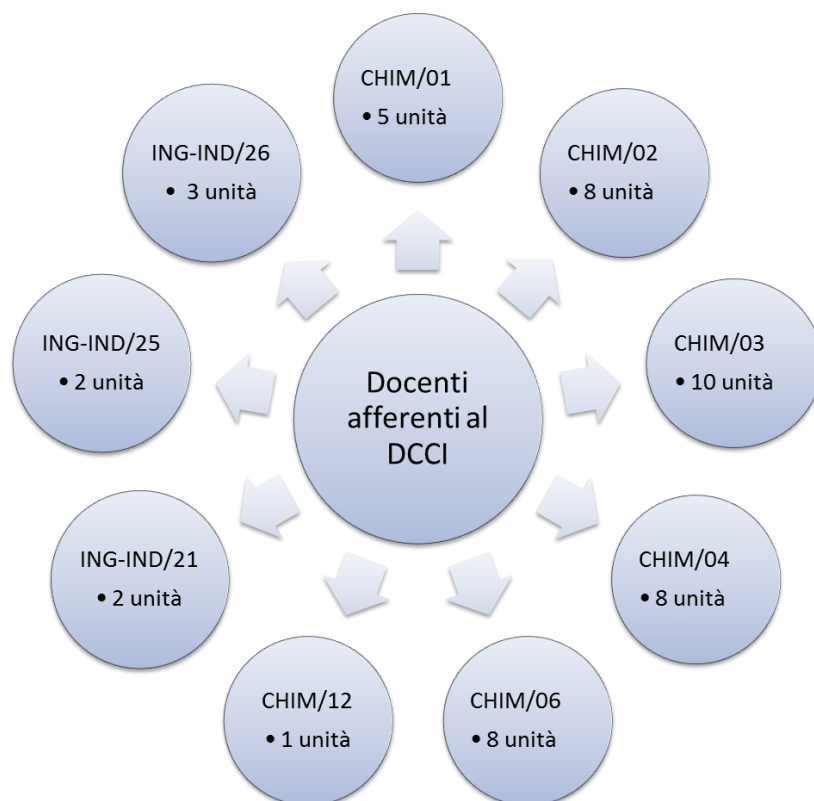 CHIM/01
• 5 unità
CHIM/02
• 8 unità
CHIM/03
• 10 unità
CHIM/04
• 8 unità
CHIM/06
• 8 unità
CHIM/12
• 1 unità
ING-IND/21
• 2 unità
ING-IND/25
• 2 unità
ING-IND/26
• 3 unità
Docenti
afferenti al
DCCI